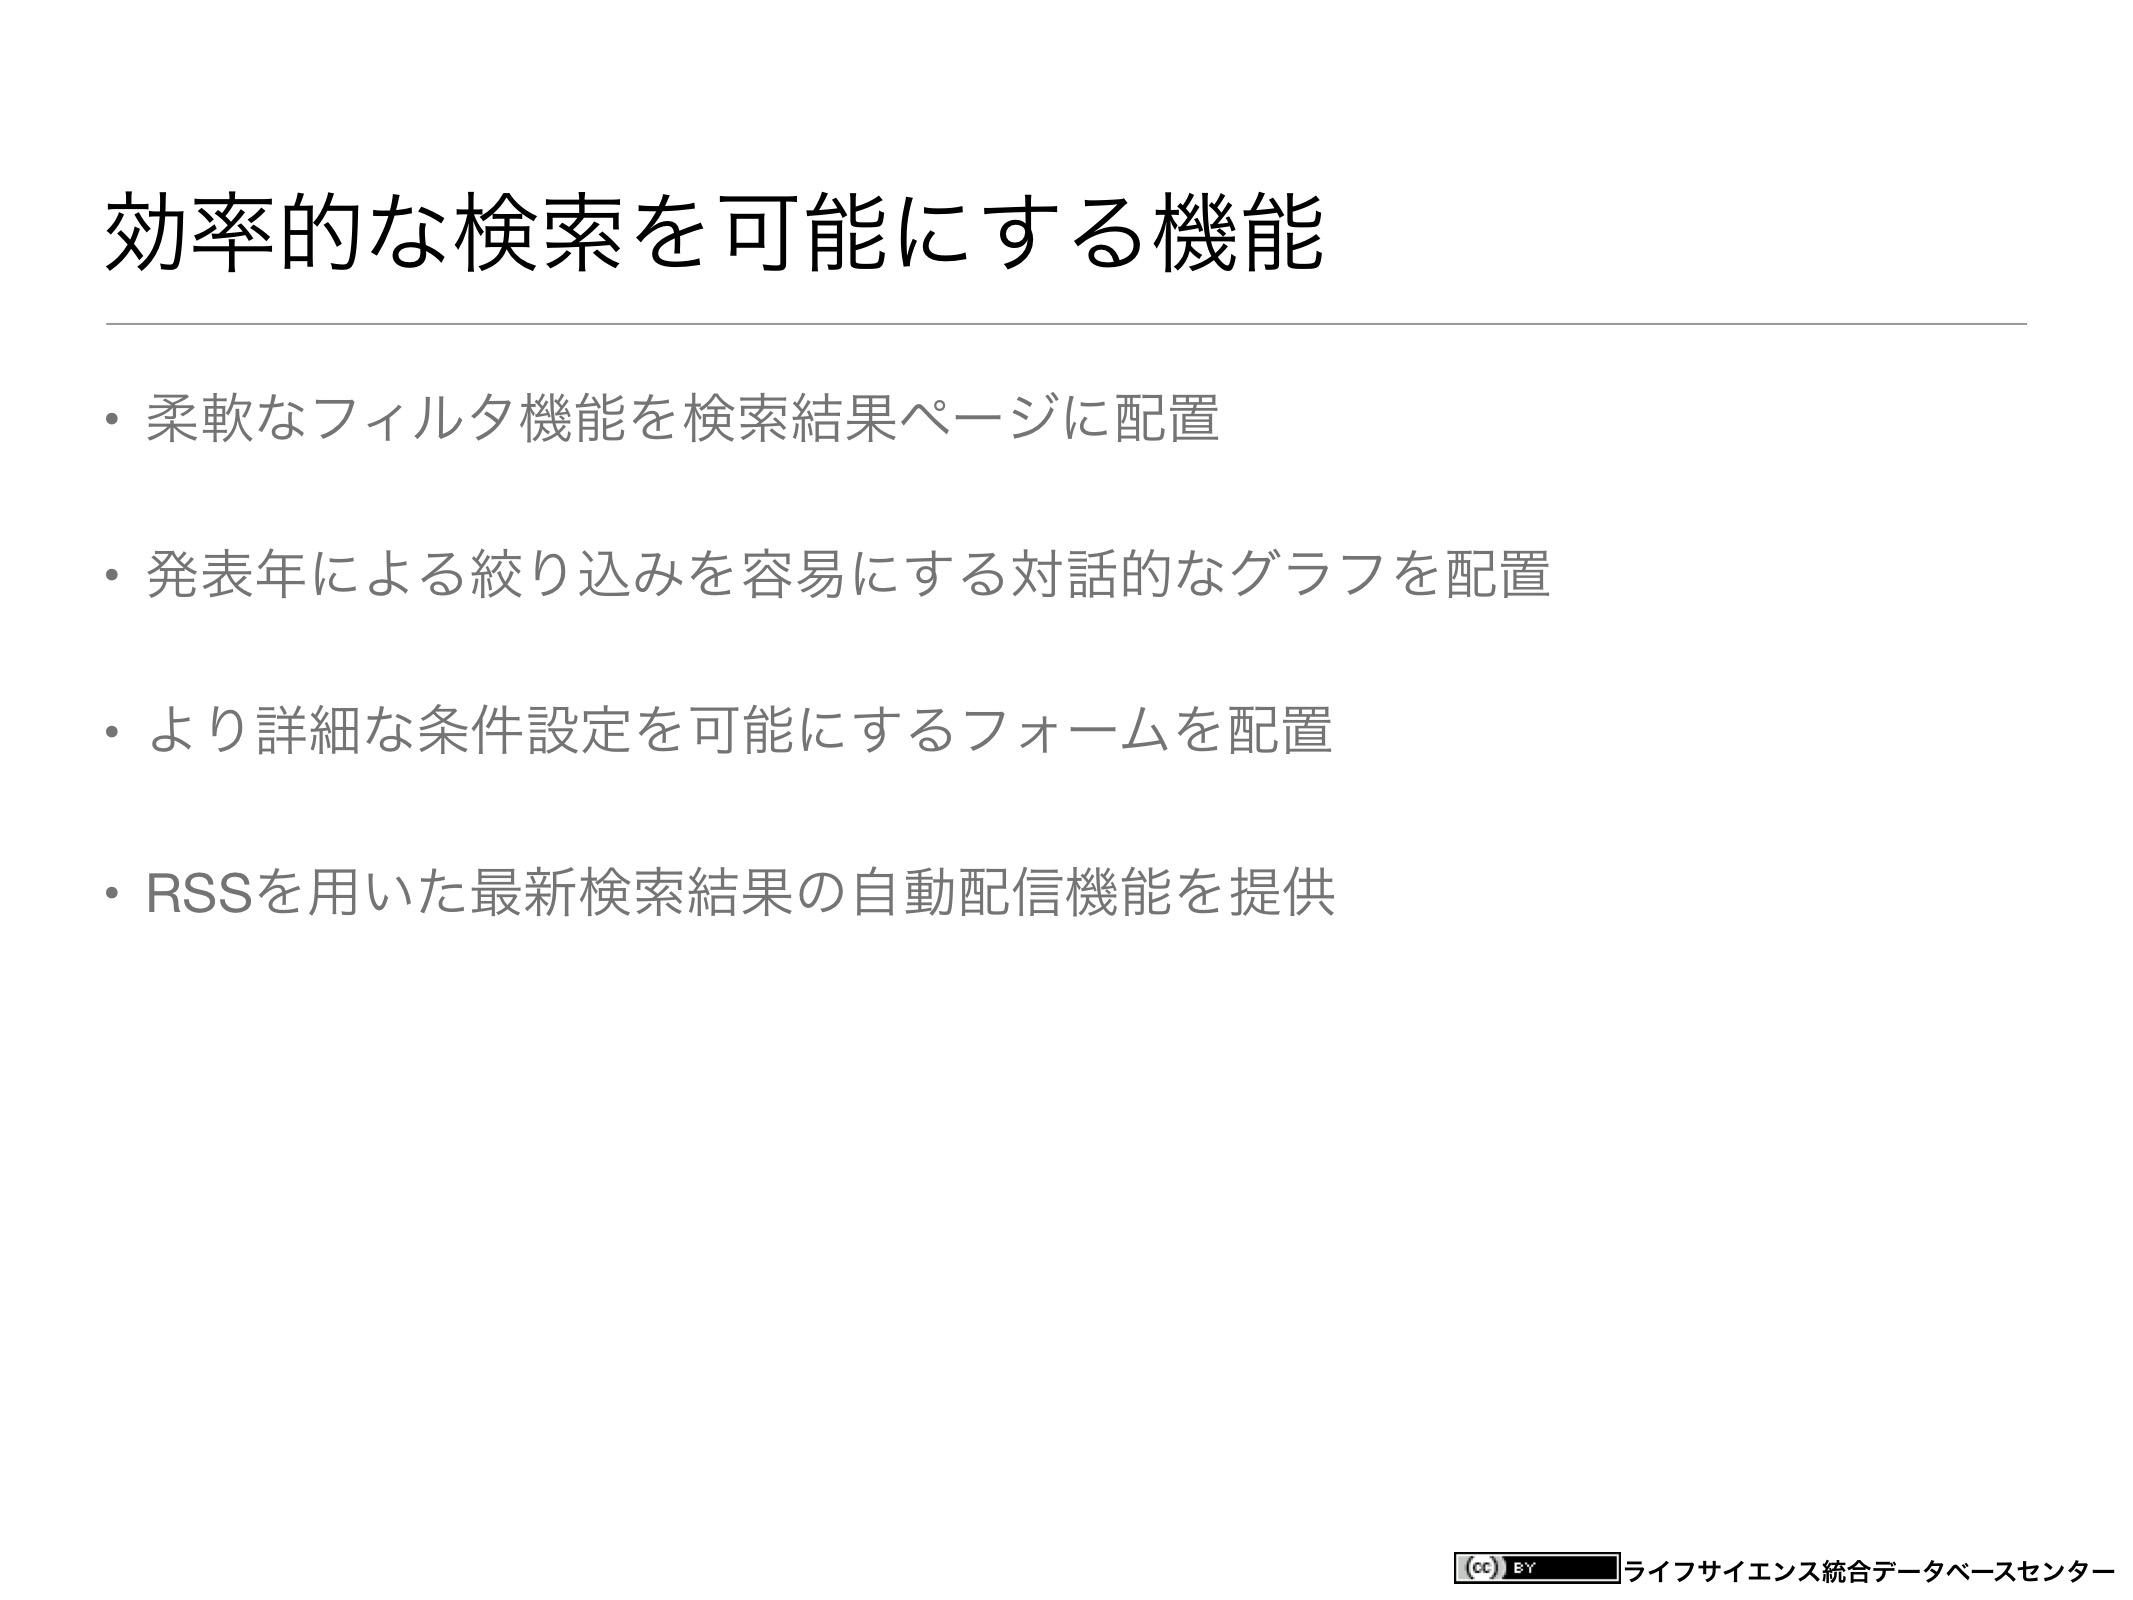 効率的な検索を可能にする機能
• 柔軟なフィルタ機能を検索結果ページに配置
• 発表年による絞り込みを容易にする対話的なグラフを配置
• より詳細な条件設定を可能にするフォームを配置
• RSSを用いた最新検索結果の自動配信機能を提供
(cc) BY ライフサイエンス統合データベースセンター